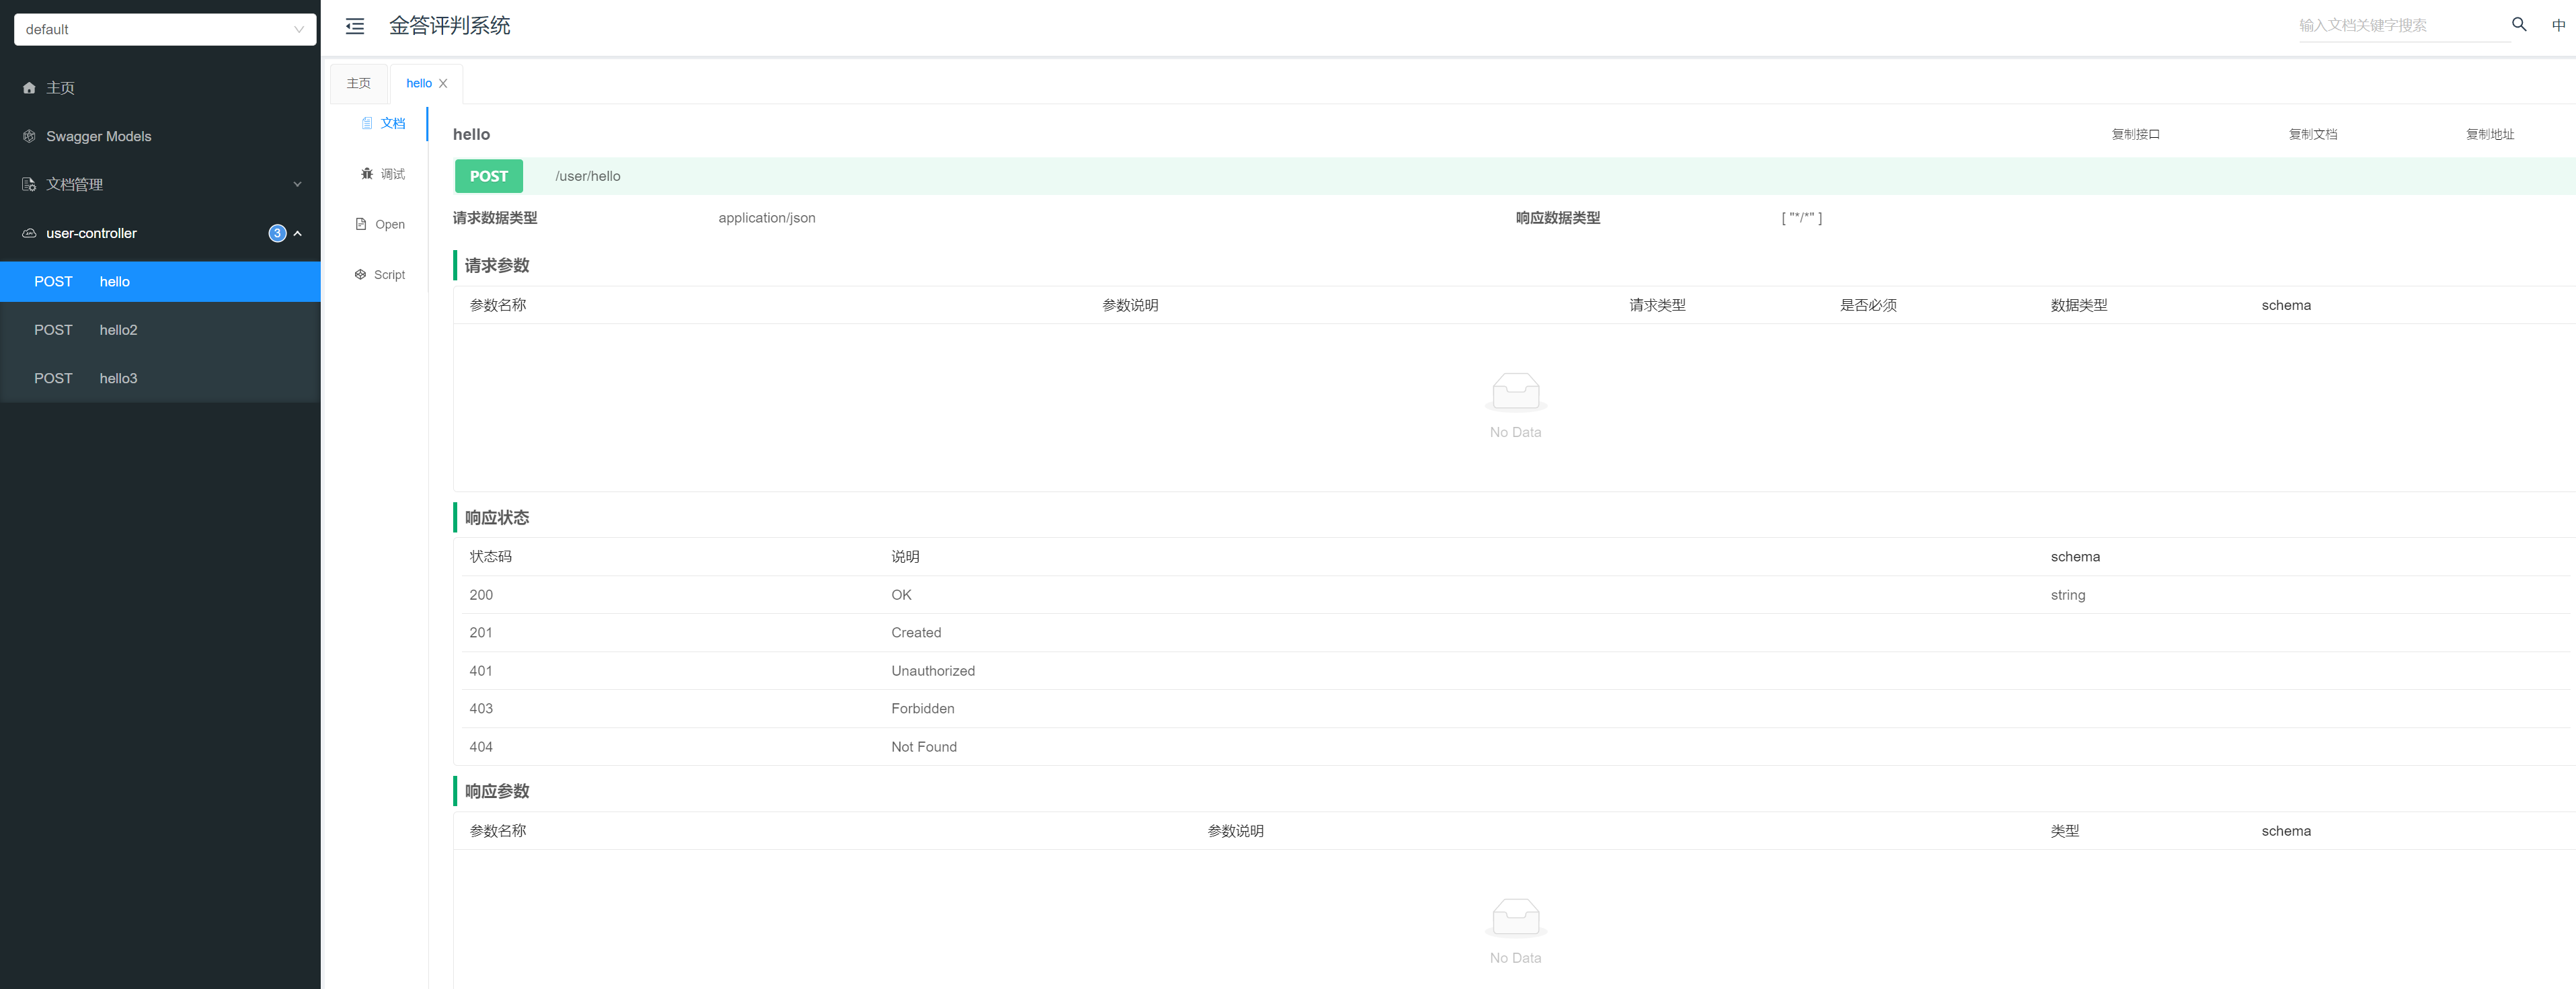 default
主页
Swagger Models
文档管理
user-controller 3
POST hello
POST hello2
POST hello3
金答评判系统
输入文档关键字搜索 中
主页 hello
文档
调试
Open
Script
hello 复制接口 复制文档 复制地址
POST /user/hello
请求数据类型 application/json 响应数据类型 [ "*/*" ]
请求参数
参数名称 参数说明 请求类型 是否必须 数据类型 schema
No Data
响应状态
状态码 说明 schema
200 OK string
201 Created
401 Unauthorized
403 Forbidden
404 Not Found
响应参数
参数名称 参数说明 类型 schema
No Data